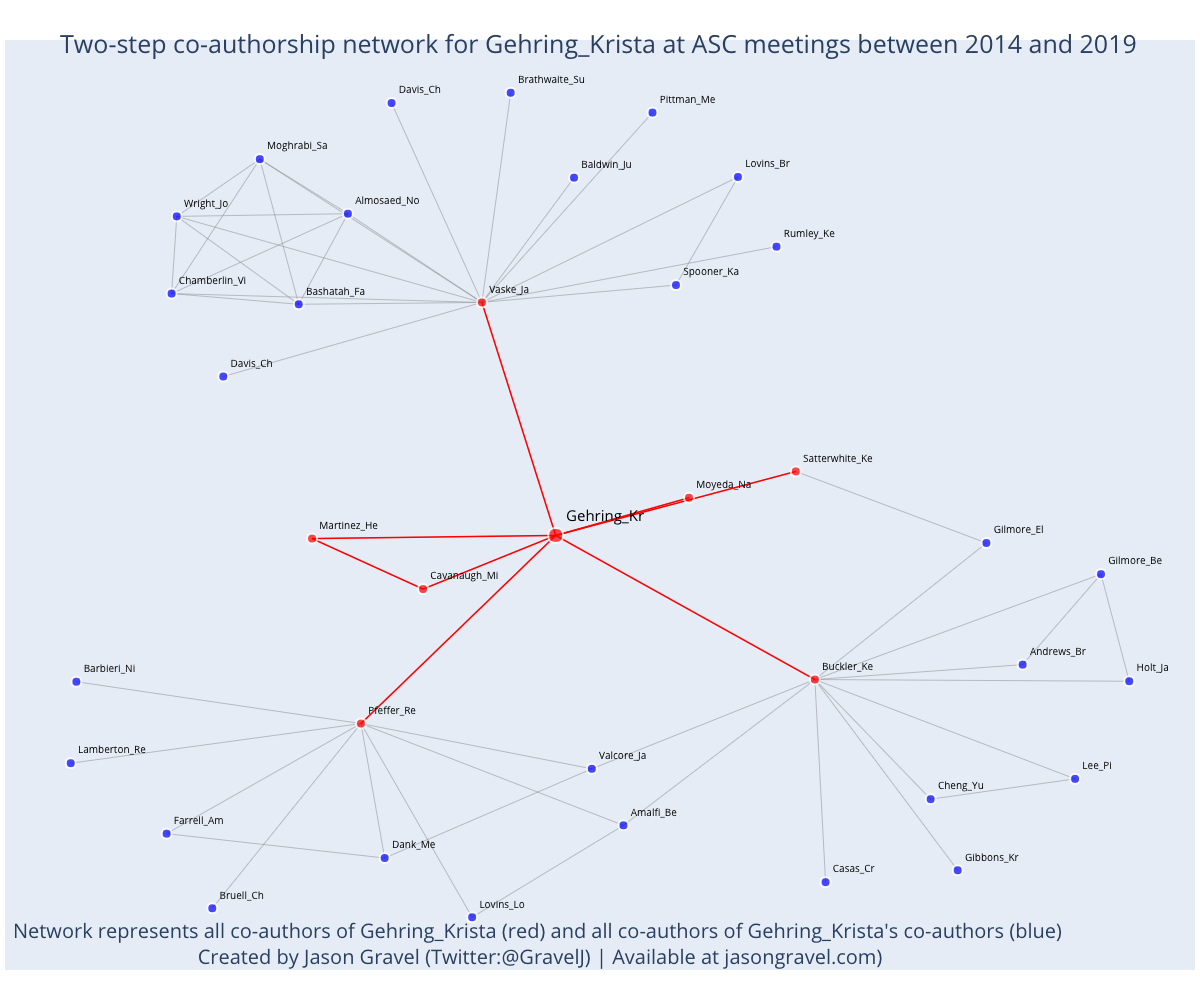 Two-step co-authorship network for Gehring_Krista at ASC meetings between 2014 and 2019
Brathwaite_Su
Davis_Ch
Pittman_Me
Moghrabi_Sa
Baldwin_Ju
Lovins_Br
Wright_Jo
Almosaed_No
Rumley_Ke
Spooner_Ka
Chamberlin_Vi
Bashatah_Fa
Vaske_Ja
Davis_Ch
Satterwhite_Ke
Moyeda_Na
Gehring_Kr
Martinez_He
Gilmore_El
Gilmore_Be
Cavanaugh_Mi
Andrews_Br
Barbieri_Ni
Buckler_Ke
Holt_Ja
Pfeffer_Re
Lamberton_Re
Valcore_Ja
Lee_Pi
Cheng_Yu
Farrell_Am
Amalfi_Be
Dank_Me
Gibbons_Kr
Casas_Cr
Bruell_Ch
Lovins_Lo
Network represents all co-authors of Gehring_Krista (red) and all co-authors of Gehring_Krista's co-authors (blue)
Created by Jason Gravel (Twitter:@GravelJ) | Available at jasongravel.com)